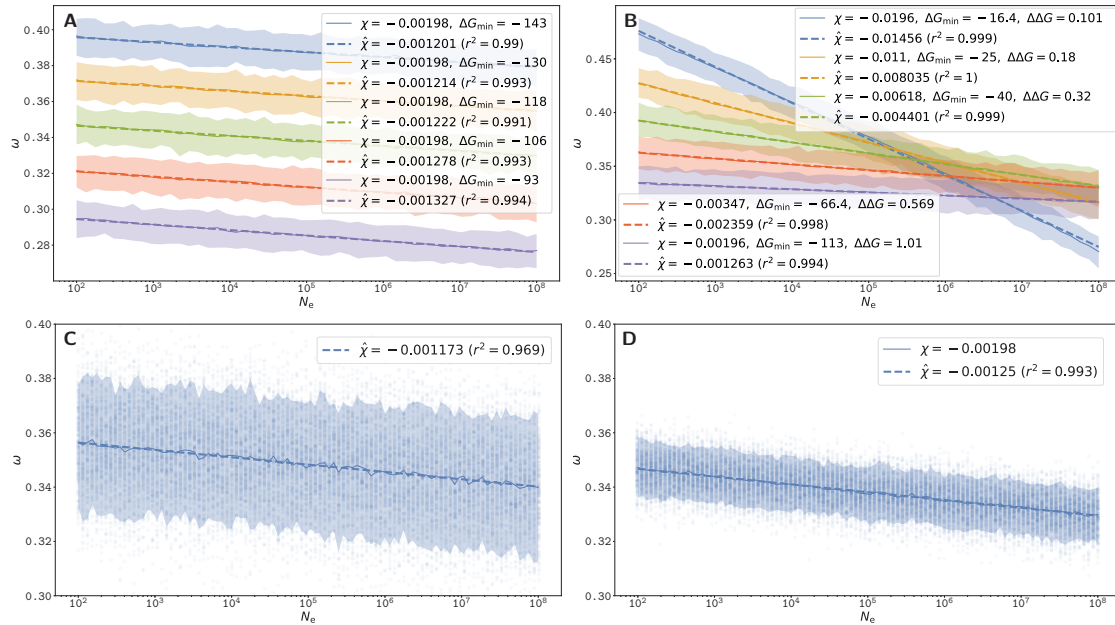 A
χ = −0.00198, ΔG_min = −143
χ̂ = −0.001201 (r² = 0.99)
χ = −0.00198, ΔG_min = −130
χ̂ = −0.001214 (r² = 0.993)
χ = −0.00198, ΔG_min = −118
χ̂ = −0.001222 (r² = 0.991)
χ = −0.00198, ΔG_min = −106
χ̂ = −0.001278 (r² = 0.993)
χ = −0.00198, ΔG_min = −93
χ̂ = −0.001327 (r² = 0.994)
0.40
0.38
0.36
0.34
0.32
0.30
0.28
ω
10² 10³ 10⁴ 10⁵ 10⁶ 10⁷ 10⁸
Nₑ
B
χ = −0.0196, ΔG_min = −16.4, ΔΔG = 0.101
χ̂ = −0.01456 (r² = 0.999)
χ = −0.011, ΔG_min = −25, ΔΔG = 0.18
χ̂ = −0.008035 (r² = 1)
χ = −0.00618, ΔG_min = −40, ΔΔG = 0.32
χ̂ = −0.004401 (r² = 0.999)
χ = −0.00347, ΔG_min = −66.4, ΔΔG = 0.569
χ̂ = −0.002359 (r² = 0.998)
χ = −0.00196, ΔG_min = −113, ΔΔG = 1.01
χ̂ = −0.001263 (r² = 0.994)
0.45
0.40
0.35
0.30
0.25
ω
10² 10³ 10⁴ 10⁵ 10⁶ 10⁷ 10⁸
Nₑ
C
χ̂ = −0.001173 (r² = 0.969)
0.40
0.38
0.36
0.34
0.32
0.30
ω
10² 10³ 10⁴ 10⁵ 10⁶ 10⁷ 10⁸
Nₑ
D
χ = −0.00198
χ̂ = −0.00125 (r² = 0.993)
0.40
0.38
0.36
0.34
0.32
0.30
ω
10² 10³ 10⁴ 10⁵ 10⁶ 10⁷ 10⁸
Nₑ